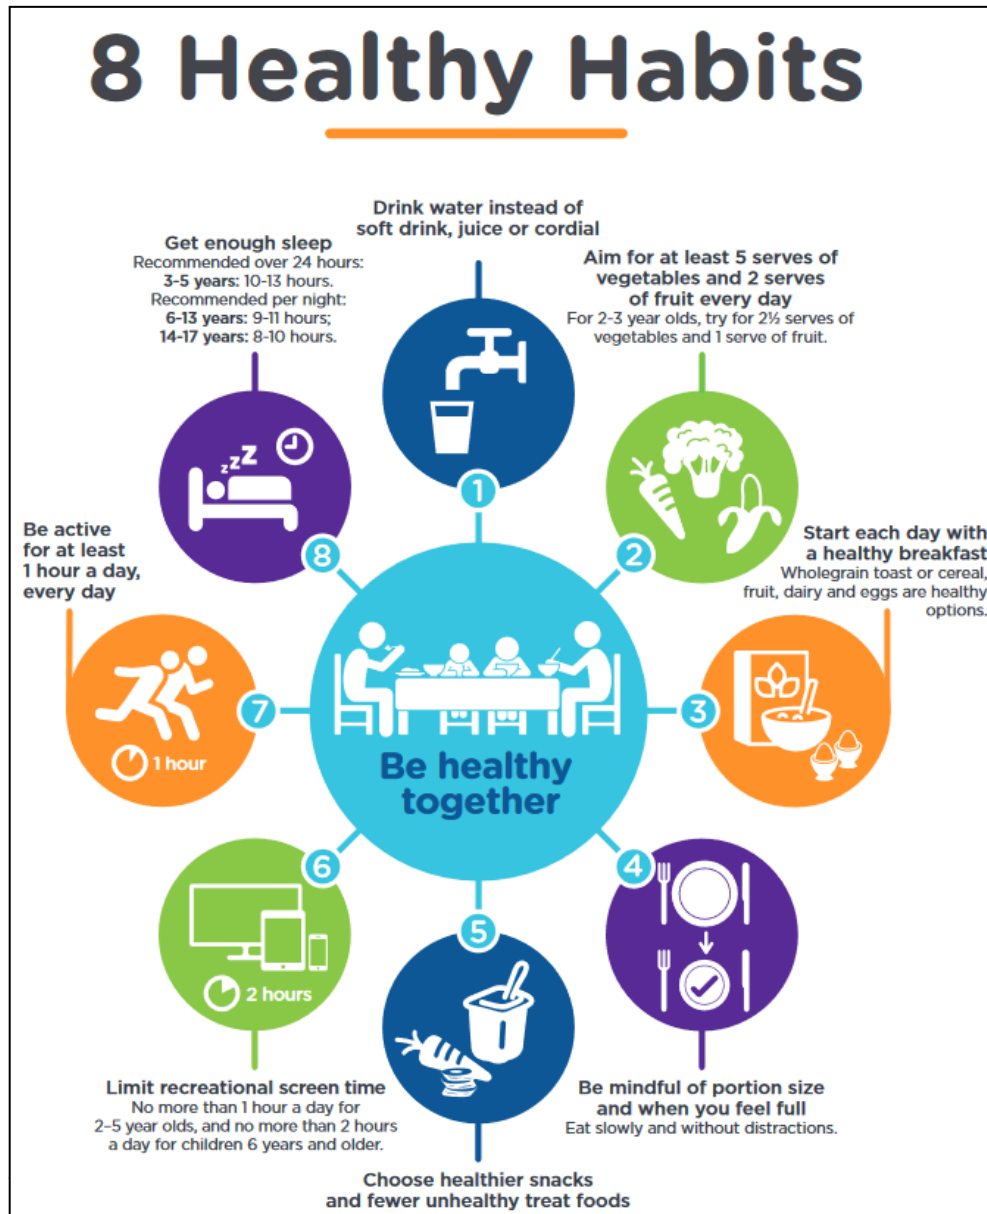 8 Healthy Habits
Drink water instead of
soft drink, juice or cordial
1
Aim for at least 5 serves of
vegetables and 2 serves
of fruit every day
For 2-3 year olds, try for 2½ serves of
vegetables and 1 serve of fruit.
2
Start each day with
a healthy breakfast
Wholegrain toast or cereal,
fruit, dairy and eggs are healthy
options.
3
4
Be mindful of portion size
and when you feel full
Eat slowly and without distractions.
5
Choose healthier snacks
and fewer unhealthy treat foods
6
2 hours
Limit recreational screen time
No more than 1 hour a day for
2–5 year olds, and no more than 2 hours
a day for children 6 years and older.
Be active
for at least
1 hour a day,
every day
7
1 hour
Get enough sleep
Recommended over 24 hours:
3-5 years: 10-13 hours.
Recommended per night:
6-13 years: 9-11 hours;
14-17 years: 8-10 hours.
zzZ
8
Be healthy
together